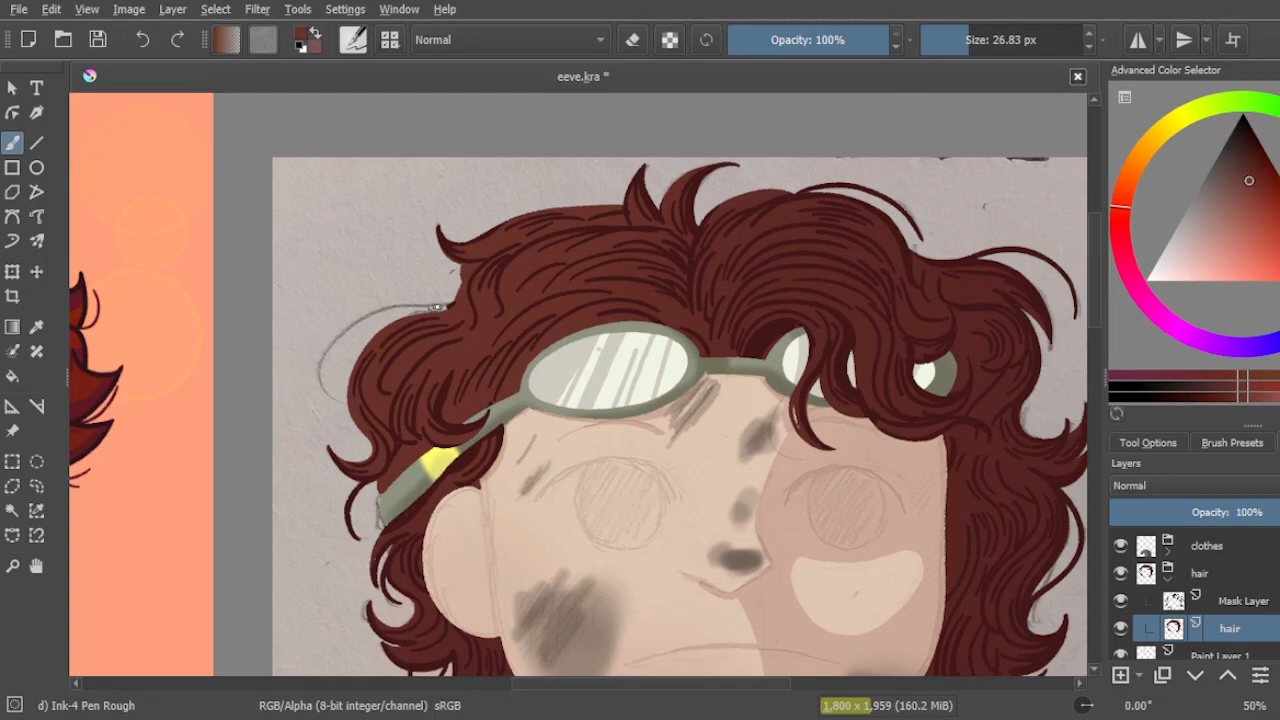 File Edit View Image Layer Select Filter Tools Settings Window Help
Normal Opacity: 100% Size: 26.83 px
eeve.kra *
Advanced Color Selector
Tool Options Brush Presets
Layers
Normal
Opacity: 100%
clothes
hair
Mask Layer
hair
Paint Layer 1
d) Ink-4 Pen Rough RGB/Alpha (8-bit integer/channel) sRGB 1,800 x 1,959 (160.2 MiB) 0.00° 50%